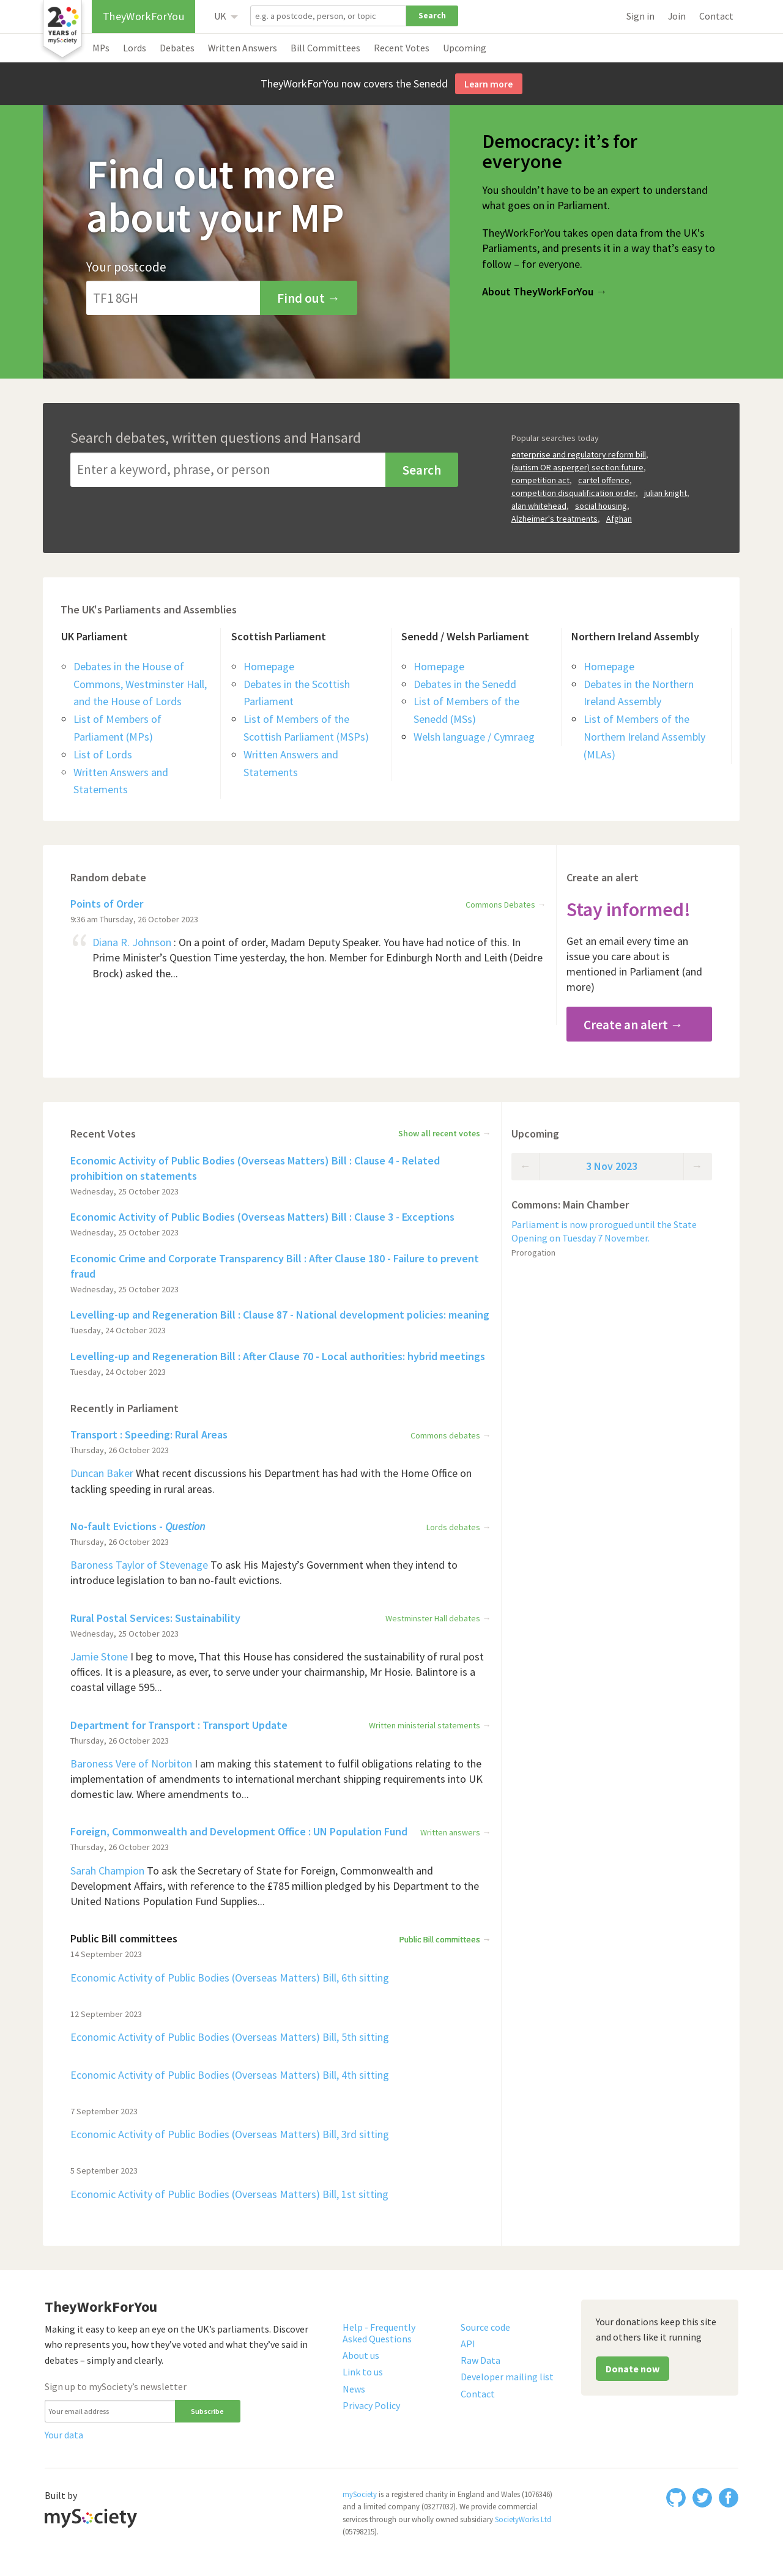 20
YEARS of
mySociety
TheyWorkForYou
UK
e.g. a postcode, person, or topic
Search
Sign in
Join
Contact
MPs
Lords
Debates
Written Answers
Bill Committees
Recent Votes
Upcoming
TheyWorkForYou now covers the Senedd
Learn more
Find out more
about your MP
Your postcode
TF1 8GH
Find out →
Democracy: it’s for
everyone
You shouldn’t have to be an expert to understand
what goes on in Parliament.
TheyWorkForYou takes open data from the UK's
Parliaments, and presents it in a way that’s easy to
follow – for everyone.
About TheyWorkForYou →
Search debates, written questions and Hansard
Enter a keyword, phrase, or person
Search
Popular searches today
enterprise and regulatory reform bill,
(autism OR asperger) section:future,
competition act, cartel offence,
competition disqualification order, julian knight,
alan whitehead, social housing,
Alzheimer's treatments, Afghan
The UK's Parliaments and Assemblies
UK Parliament
Debates in the House of
Commons, Westminster Hall,
and the House of Lords
List of Members of
Parliament (MPs)
List of Lords
Written Answers and
Statements
Scottish Parliament
Homepage
Debates in the Scottish
Parliament
List of Members of the
Scottish Parliament (MSPs)
Written Answers and
Statements
Senedd / Welsh Parliament
Homepage
Debates in the Senedd
List of Members of the
Senedd (MSs)
Welsh language / Cymraeg
Northern Ireland Assembly
Homepage
Debates in the Northern
Ireland Assembly
List of Members of the
Northern Ireland Assembly
(MLAs)
Random debate
Points of Order
Commons Debates →
9:36 am Thursday, 26 October 2023
“ Diana R. Johnson : On a point of order, Madam Deputy Speaker. You have had notice of this. In
Prime Minister’s Question Time yesterday, the hon. Member for Edinburgh North and Leith (Deidre
Brock) asked the...
Create an alert
Stay informed!
Get an email every time an
issue you care about is
mentioned in Parliament (and
more)
Create an alert →
Recent Votes
Show all recent votes →
Economic Activity of Public Bodies (Overseas Matters) Bill : Clause 4 - Related
prohibition on statements
Wednesday, 25 October 2023
Economic Activity of Public Bodies (Overseas Matters) Bill : Clause 3 - Exceptions
Wednesday, 25 October 2023
Economic Crime and Corporate Transparency Bill : After Clause 180 - Failure to prevent
fraud
Wednesday, 25 October 2023
Levelling-up and Regeneration Bill : Clause 87 - National development policies: meaning
Tuesday, 24 October 2023
Levelling-up and Regeneration Bill : After Clause 70 - Local authorities: hybrid meetings
Tuesday, 24 October 2023
Recently in Parliament
Transport : Speeding: Rural Areas
Commons debates →
Thursday, 26 October 2023
Duncan Baker What recent discussions his Department has had with the Home Office on
tackling speeding in rural areas.
No-fault Evictions - Question
Lords debates →
Thursday, 26 October 2023
Baroness Taylor of Stevenage To ask His Majesty’s Government when they intend to
introduce legislation to ban no-fault evictions.
Rural Postal Services: Sustainability
Westminster Hall debates →
Wednesday, 25 October 2023
Jamie Stone I beg to move, That this House has considered the sustainability of rural post
offices. It is a pleasure, as ever, to serve under your chairmanship, Mr Hosie. Balintore is a
coastal village 595...
Department for Transport : Transport Update
Written ministerial statements →
Thursday, 26 October 2023
Baroness Vere of Norbiton I am making this statement to fulfil obligations relating to the
implementation of amendments to international merchant shipping requirements into UK
domestic law. Where amendments to...
Foreign, Commonwealth and Development Office : UN Population Fund
Written answers →
Thursday, 26 October 2023
Sarah Champion To ask the Secretary of State for Foreign, Commonwealth and
Development Affairs, with reference to the £785 million pledged by his Department to the
United Nations Population Fund Supplies...
Public Bill committees
Public Bill committees →
14 September 2023
Economic Activity of Public Bodies (Overseas Matters) Bill, 6th sitting
12 September 2023
Economic Activity of Public Bodies (Overseas Matters) Bill, 5th sitting
Economic Activity of Public Bodies (Overseas Matters) Bill, 4th sitting
7 September 2023
Economic Activity of Public Bodies (Overseas Matters) Bill, 3rd sitting
5 September 2023
Economic Activity of Public Bodies (Overseas Matters) Bill, 1st sitting
Upcoming
← 3 Nov 2023 →
Commons: Main Chamber
Parliament is now prorogued until the State
Opening on Tuesday 7 November.
Prorogation
TheyWorkForYou
Making it easy to keep an eye on the UK’s parliaments. Discover
who represents you, how they’ve voted and what they’ve said in
debates – simply and clearly.
Sign up to mySociety’s newsletter
Your email address
Subscribe
Your data
Help - Frequently
Asked Questions
About us
Link to us
News
Privacy Policy
Source code
API
Raw Data
Developer mailing list
Contact
Your donations keep this site
and others like it running
Donate now
Built by
mySociety
mySociety is a registered charity in England and Wales (1076346)
and a limited company (03277032). We provide commercial
services through our wholly owned subsidiary SocietyWorks Ltd
(05798215).